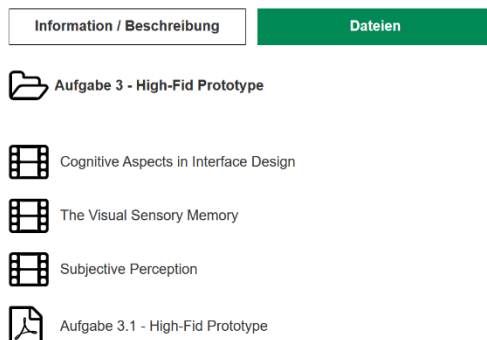 Information / Beschreibung
Dateien
Aufgabe 3 - High-Fid Prototype
Cognitive Aspects in Interface Design
The Visual Sensory Memory
Subjective Perception
Aufgabe 3.1 - High-Fid Prototype